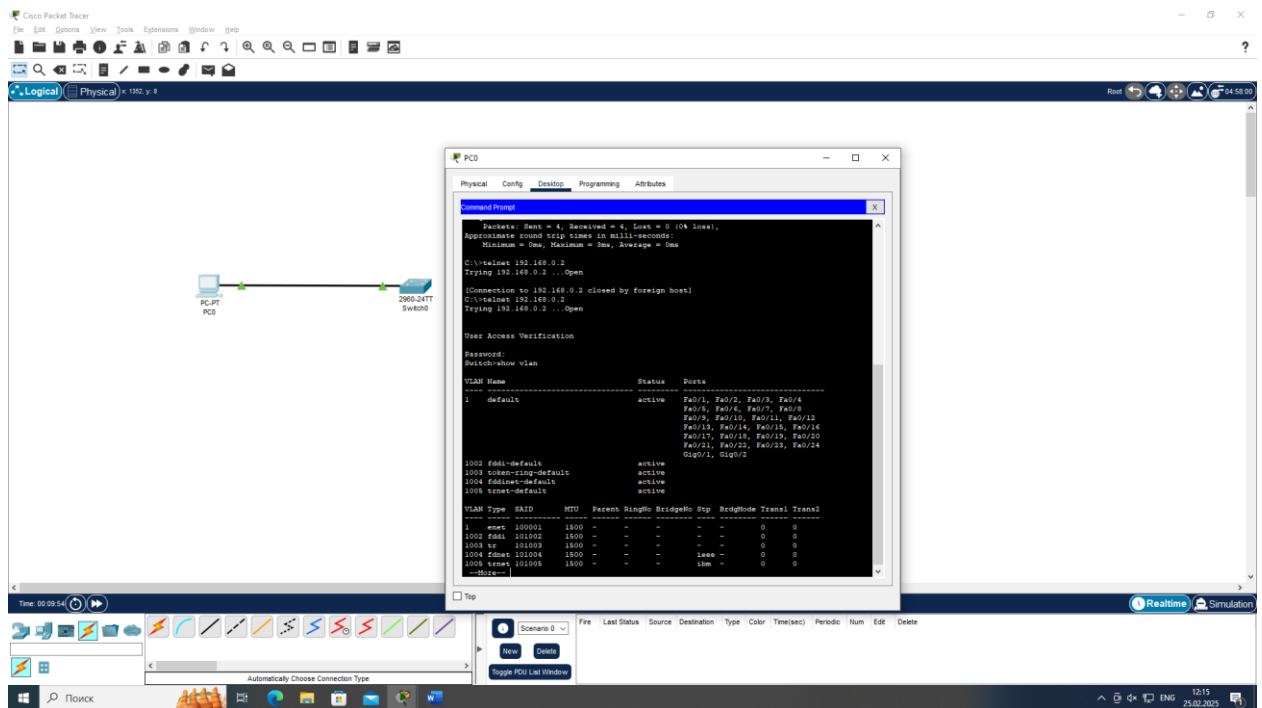 Cisco Packet Tracer
File Edit Options View Tools Extensions Window Help
?
Logical Physical x: 1352, y: 8 Root 04:58:00
PC0
Physical Config Desktop Programming Attributes
Command Prompt X
Packets: Sent = 4, Received = 4, Lost = 0 (0% loss),
Approximate round trip times in milli-seconds:
Minimum = 0ms, Maximum = 3ms, Average = 0ms
C:\>telnet 192.168.0.2
Trying 192.168.0.2 ...Open
[Connection to 192.168.0.2 closed by foreign host]
C:\>telnet 192.168.0.2
Trying 192.168.0.2 ...Open
User Access Verification
Password:
Switch>show vlan
VLAN Name Status Ports
---- -------------------------------- --------- -------------------------------
1 default active Fa0/1, Fa0/2, Fa0/3, Fa0/4
Fa0/5, Fa0/6, Fa0/7, Fa0/8
Fa0/9, Fa0/10, Fa0/11, Fa0/12
Fa0/13, Fa0/14, Fa0/15, Fa0/16
Fa0/17, Fa0/18, Fa0/19, Fa0/20
Fa0/21, Fa0/22, Fa0/23, Fa0/24
Gig0/1, Gig0/2
1002 fddi-default active
1003 token-ring-default active
1004 fddinet-default active
1005 trnet-default active
VLAN Type SAID MTU Parent RingNo BridgeNo Stp BrdgMode Trans1 Trans2
---- ----- ---------- ----- ------ ------ -------- ---- -------- ------ ------
1 enet 100001 1500 - - - - - 0 0
1002 fddi 101002 1500 - - - - - 0 0
1003 tr 101003 1500 - - - - - 0 0
1004 fdnet 101004 1500 - - - ieee - 0 0
1005 trnet 101005 1500 - - - ibm - 0 0
--More--
Top
PC-PT
PC0
2960-24TT
Switch0
Time: 00:09:54 Realtime Simulation
Scenario 0
New Delete
Toggle PDU List Window
Fire Last Status Source Destination Type Color Time(sec) Periodic Num Edit Delete
Automatically Choose Connection Type
Поиск
ENG 12:15
25.02.2025